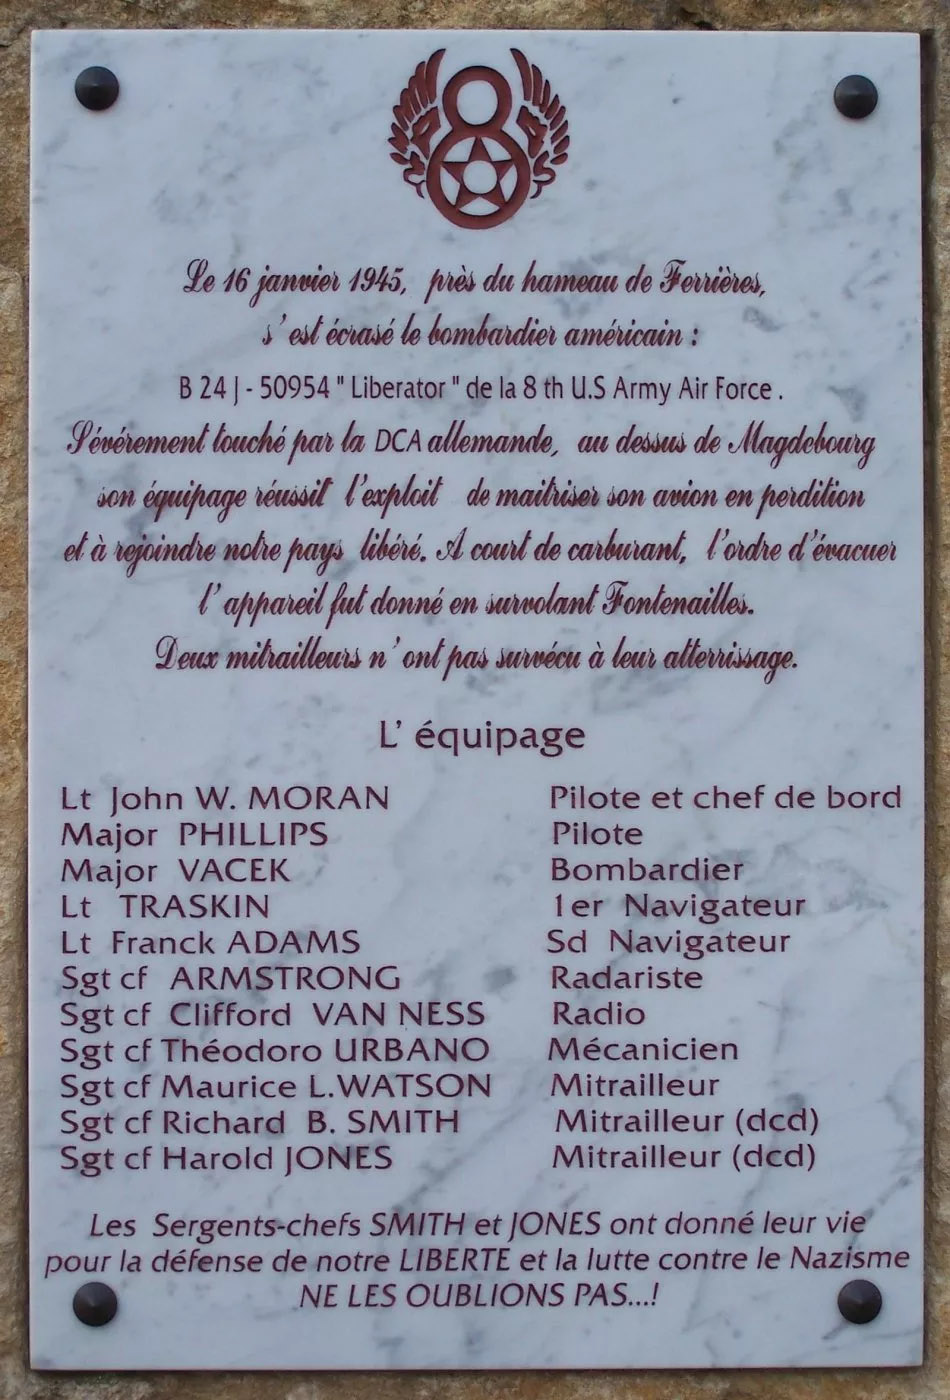 Le 16 janvier 1945, près du hameau de Ferrières,
s'est écrasé le bombardier américain :
B 24 J - 50954 " Liberator " de la 8 th U.S Army Air Force .
Sévérement touché par la DCA allemande, au dessus de Magdebourg
son équipage réussit l'exploit de maitriser son avion en perdition
et à rejoindre notre pays libéré. A court de carburant, l'ordre d'évacuer
l'appareil fut donné en survolant Fontenailles.
Deux mitrailleurs n'ont pas survécu à leur atterrissage.
L' équipage
Lt John W. MORAN Pilote et chef de bord
Major PHILLIPS Pilote
Major VACEK Bombardier
Lt TRASKIN 1er Navigateur
Lt Franck ADAMS Sd Navigateur
Sgt cf ARMSTRONG Radariste
Sgt cf Clifford VAN NESS Radio
Sgt cf Théodoro URBANO Mécanicien
Sgt cf Maurice L.WATSON Mitrailleur
Sgt cf Richard B. SMITH Mitrailleur (dcd)
Sgt cf Harold JONES Mitrailleur (dcd)
Les Sergents-chefs SMITH et JONES ont donné leur vie
pour la défense de notre LIBERTE et la lutte contre le Nazisme
NE LES OUBLIONS PAS...!